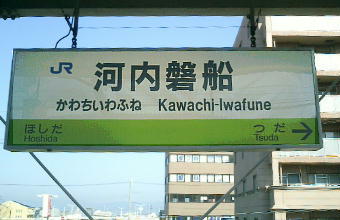 JR 河内磐船
かわちいわふね Kawachi-Iwafune
ほしだ つだ
Hoshida Tsuda